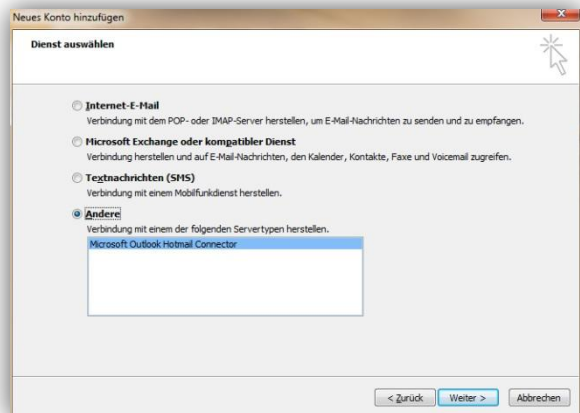 Neues Konto hinzufügen
Dienst auswählen
Internet-E-Mail
Verbindung mit dem POP- oder IMAP-Server herstellen, um E-Mail-Nachrichten zu senden und zu empfangen.
Microsoft Exchange oder kompatibler Dienst
Verbindung herstellen und auf E-Mail-Nachrichten, den Kalender, Kontakte, Faxe und Voicemail zugreifen.
Textnachrichten (SMS)
Verbindung mit einem Mobilfunkdienst herstellen.
Andere
Verbindung mit einem der folgenden Servertypen herstellen.
Microsoft Outlook Hotmail Connector
< Zurück Weiter > Abbrechen